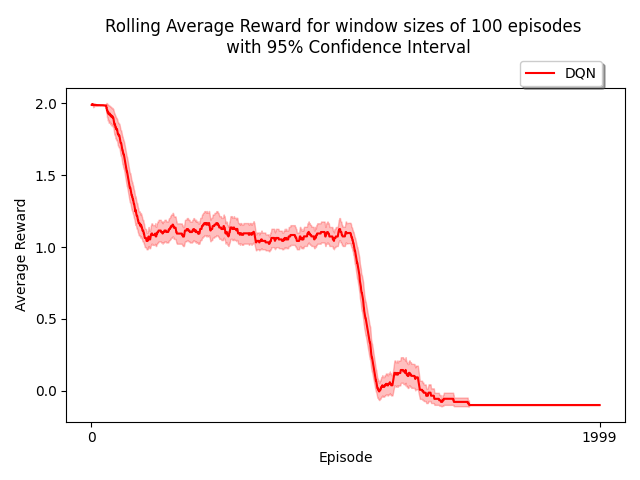 Rolling Average Reward for window sizes of 100 episodes
with 95% Confidence Interval
DQN
2.0
1.5
1.0
0.5
0.0
Average Reward
0
1999
Episode